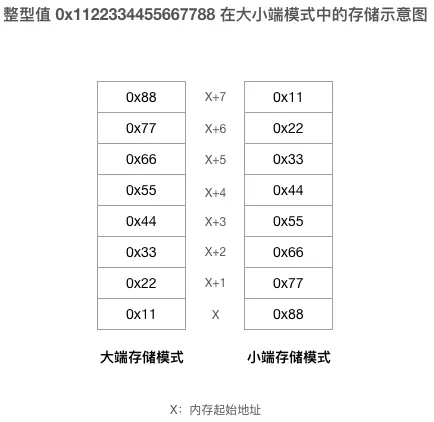 整型值 0x1122334455667788 在大小端模式中的存储示意图
0x88 X+7 0x11
0x77 X+6 0x22
0x66 X+5 0x33
0x55 X+4 0x44
0x44 X+3 0x55
0x33 X+2 0x66
0x22 X+1 0x77
0x11 X 0x88
大端存储模式 小端存储模式
X：内存起始地址